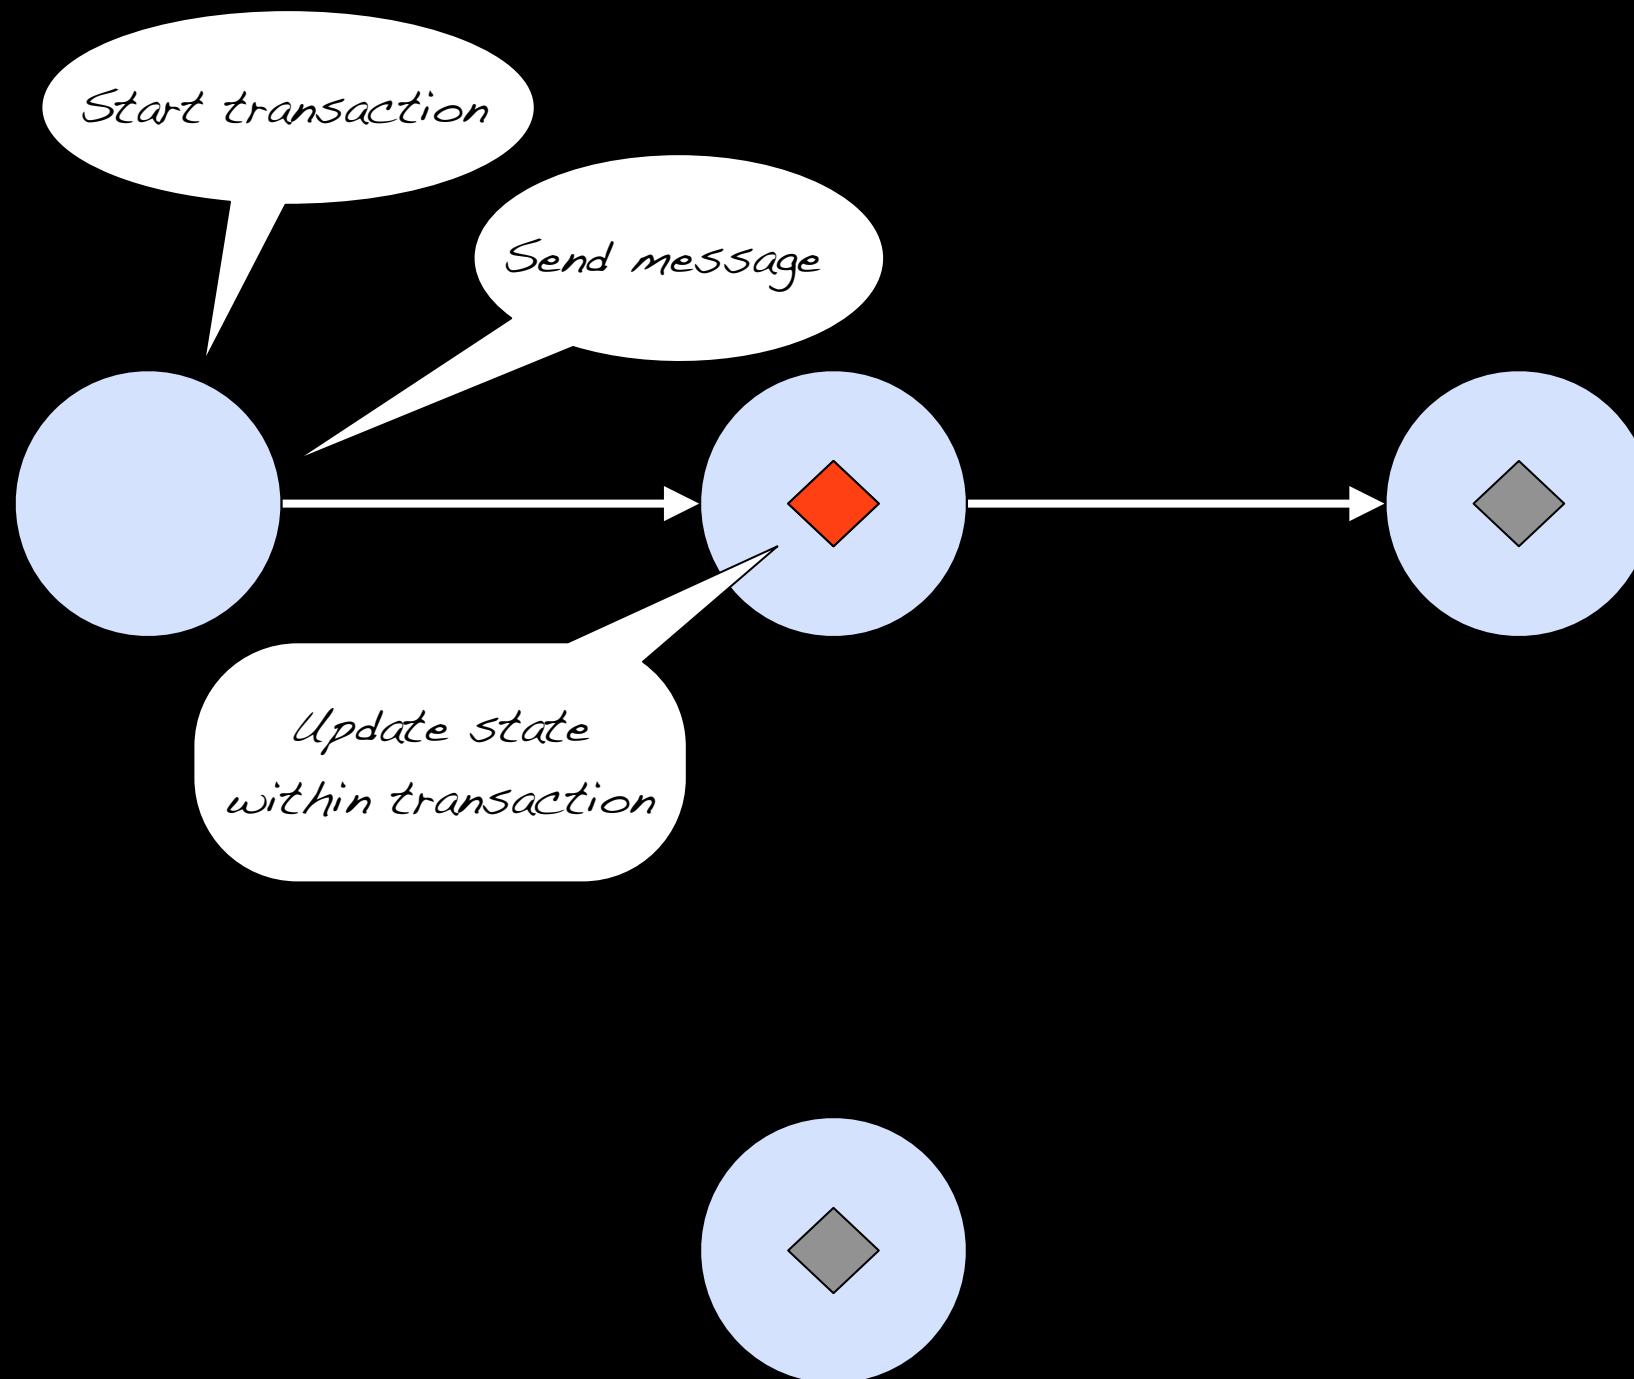 Start transaction
Send message
Update state
within transaction